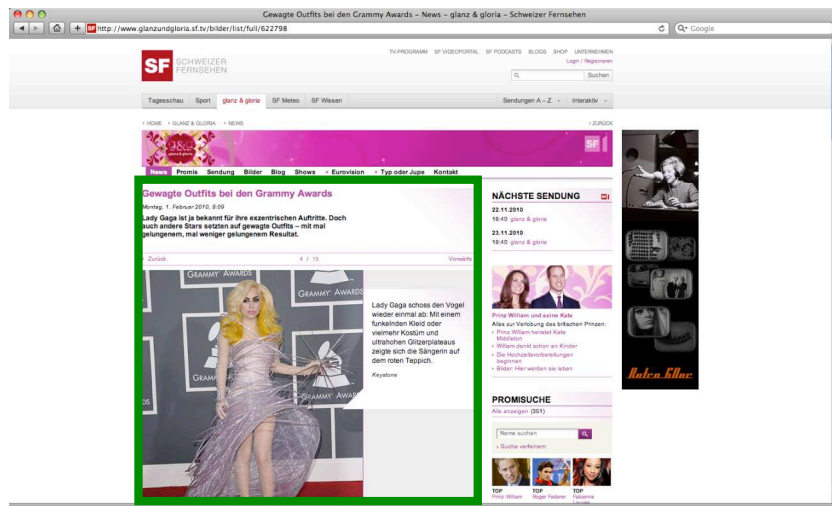 Gewagte Outfits bei den Grammy Awards – News – glanz & gloria – Schweizer Fernsehen
http://www.glanzundgloria.sf.tv/bilder/list/full/622798
Google
TV-PROGRAMM SF VIDEOPORTAL SF PODCASTS BLOGS SHOP UNTERNEHMEN
Login / Registrieren
SF SCHWEIZER
FERNSEHEN
Suchen
Tagesschau Sport glanz & gloria SF Meteo SF Wissen Sendungen A – Z Interaktiv
HOME GLANZ & GLORIA NEWS ZURÜCK
g&g
glanz & gloria
SF
News Promis Sendung Bilder Blog Shows Eurovision Typ oder Jupe Kontakt
Gewagte Outfits bei den Grammy Awards
Montag, 1. Februar 2010, 8:09
Lady Gaga ist ja bekannt für ihre exzentrischen Auftritte. Doch
auch andere Stars setzten auf gewagte Outfits – mit mal
gelungenem, mal weniger gelungenem Resultat.
Zurück 4 / 13 Vorwärts
GRAMMY AWARDS
GRAMMY AWARDS
GRAMMY AWARDS
Lady Gaga schoss den Vogel
wieder einmal ab: Mit einem
funkelnden Kleid oder
vielmehr Kostüm und
ultrahohen Glitzerplateaus
zeigte sich die Sängerin auf
dem roten Teppich.
Keystone
NÄCHSTE SENDUNG
22.11.2010
18:40 glanz & gloria
23.11.2010
18:40 glanz & gloria
Prinz William und seine Kate
Alles zur Verlobung des britischen Prinzen:
Prinz William heiratet Kate
Middleton
William denkt schon an Kinder
Die Hochzeitsvorbereitungen
beginnen
Bilder: Hier werden sie leben
PROMISUCHE
Alle anzeigen (351)
Name suchen
Suche verfeinern
TOP
Prinz William
TOP
Roger Federer
TOP
Fabienne
Retro 60er